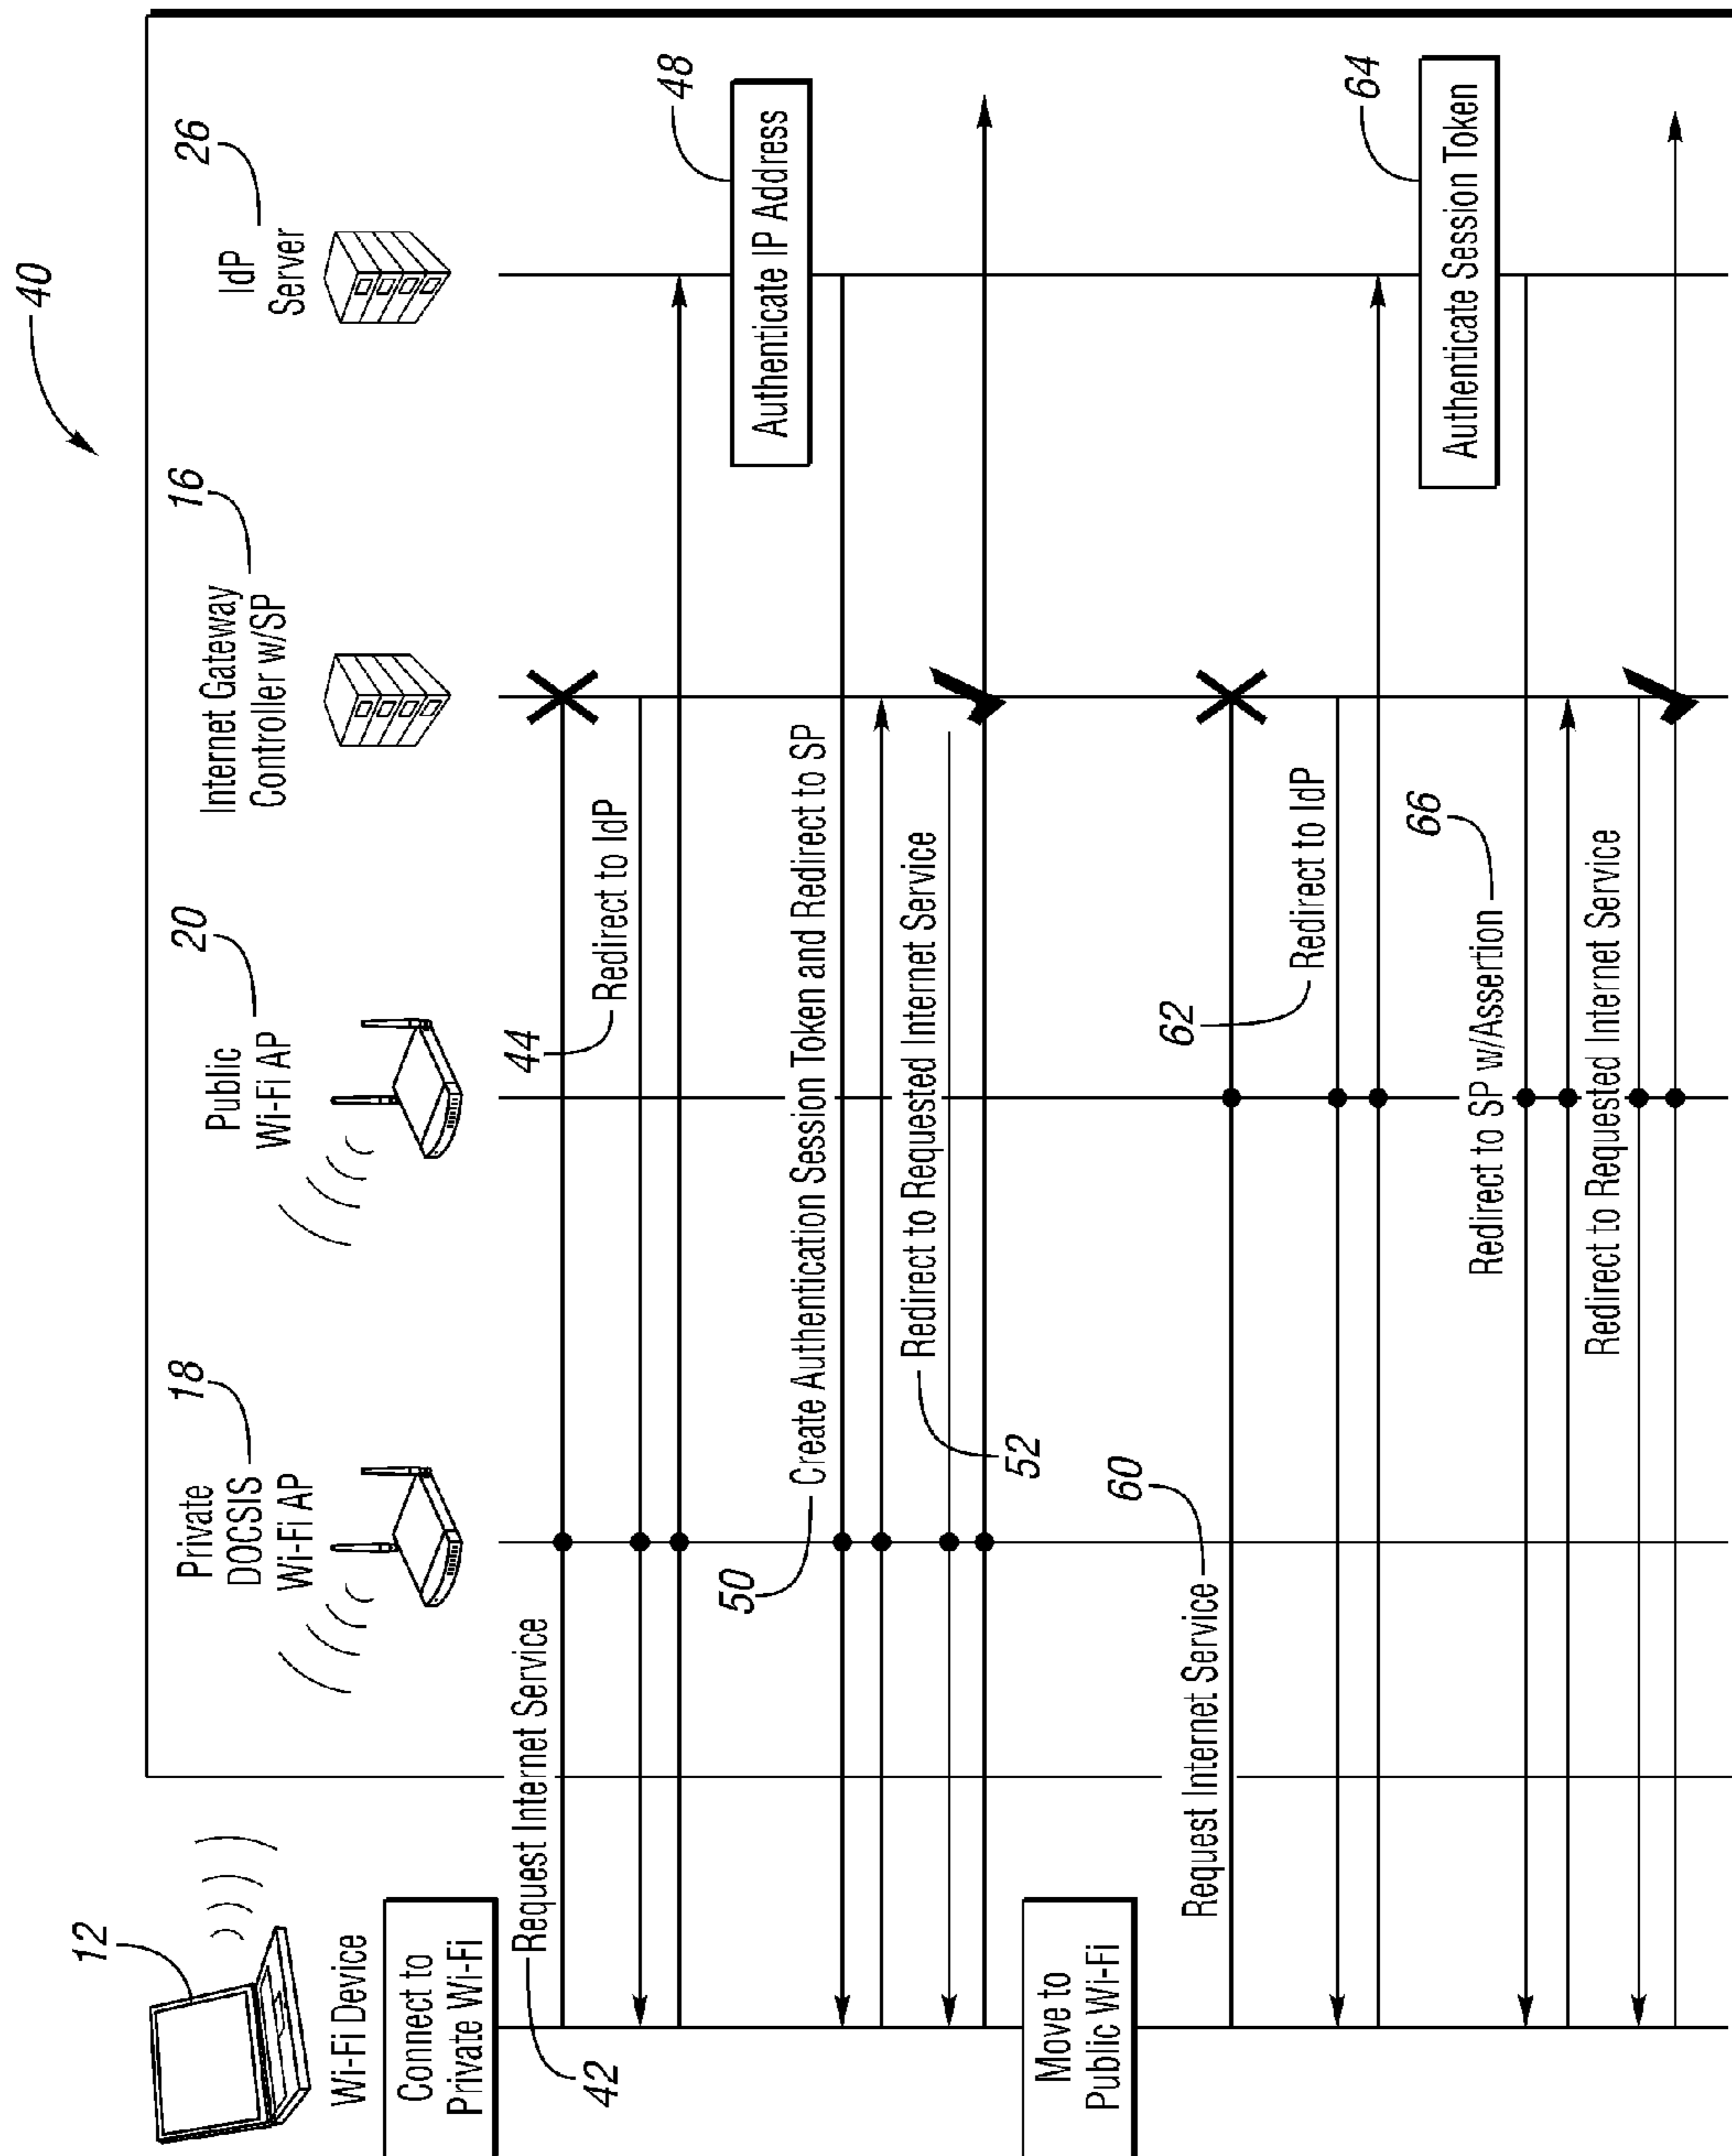 40
12
18
20
16
26
Wi-Fi Device
Private
DOCSIS
Wi-Fi AP
Public
Wi-Fi AP
Internet Gateway
Controller w/SP
IdP
Server
Connect to
Private Wi-Fi
42
Request Internet Service
44
Redirect to IdP
48
Authenticate IP Address
50
Create Authentication Session Token and Redirect to SP
52
Redirect to Requested Internet Service
Move to
Public Wi-Fi
Request Internet Service
60
62
Redirect to IdP
64
Authenticate Session Token
Redirect to SP w/Assertion
66
Redirect to Requested Internet Service